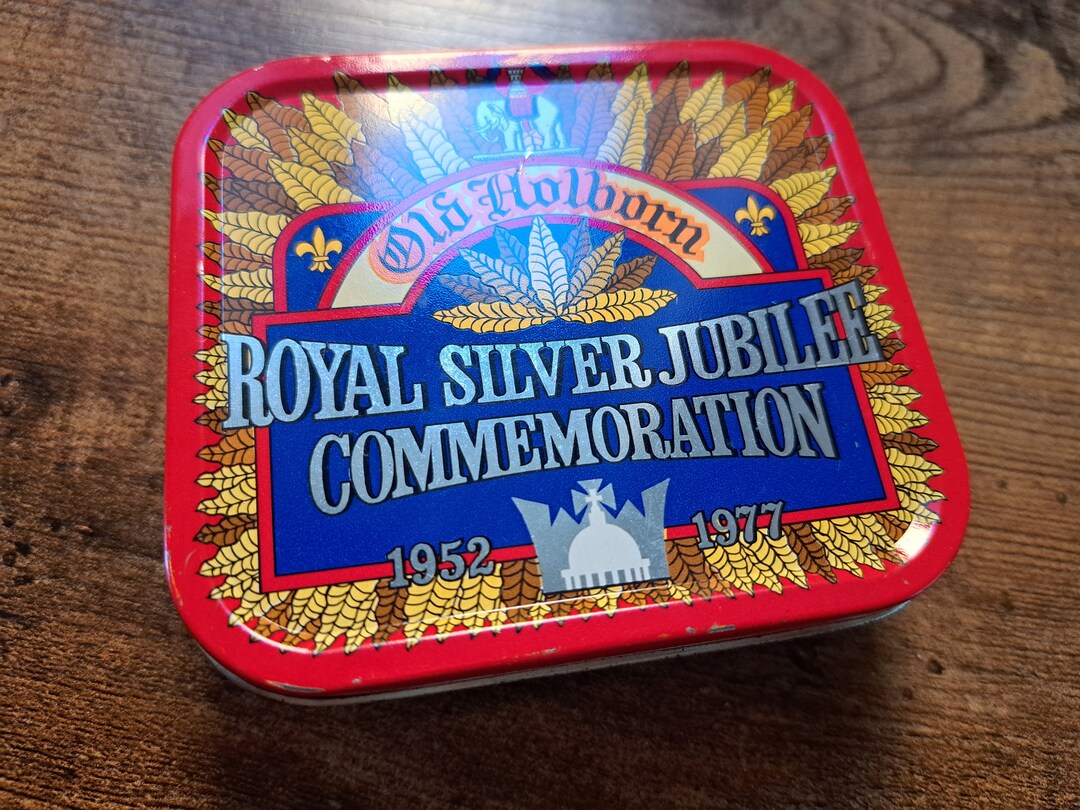 Old Holborn
ROYAL SILVER JUBILEE
COMMEMORATION
1952 1977